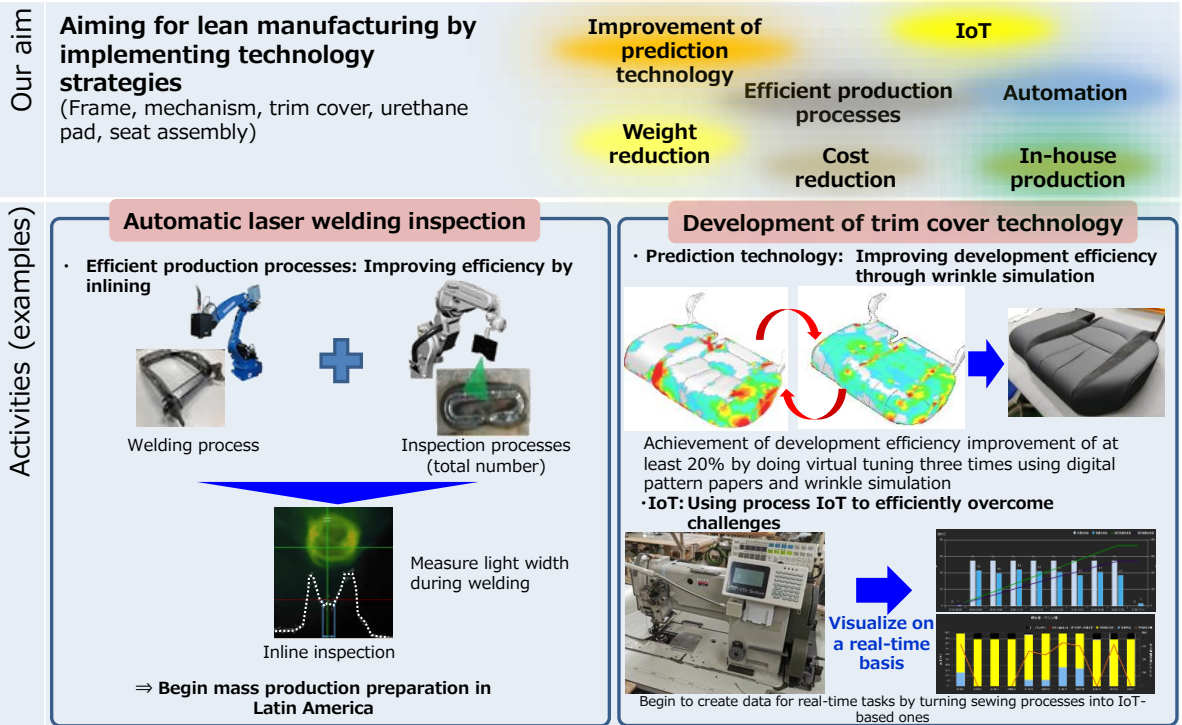 Our aim
Aiming for lean manufacturing by
implementing technology
strategies
(Frame, mechanism, trim cover, urethane
pad, seat assembly)
Improvement of
prediction
technology
IoT
Efficient production
processes
Automation
Weight
reduction
Cost
reduction
In-house
production
Activities (examples)
Automatic laser welding inspection
・ Efficient production processes: Improving efficiency by
inlining
Welding process
Inspection processes
(total number)
Measure light width
during welding
Inline inspection
⇒ Begin mass production preparation in
Latin America
Development of trim cover technology
・ Prediction technology: Improving development efficiency
through wrinkle simulation
Achievement of development efficiency improvement of at
least 20% by doing virtual tuning three times using digital
pattern papers and wrinkle simulation
・IoT: Using process IoT to efficiently overcome
challenges
Visualize on
a real-time
basis
Begin to create data for real-time tasks by turning sewing processes into IoT-
based ones